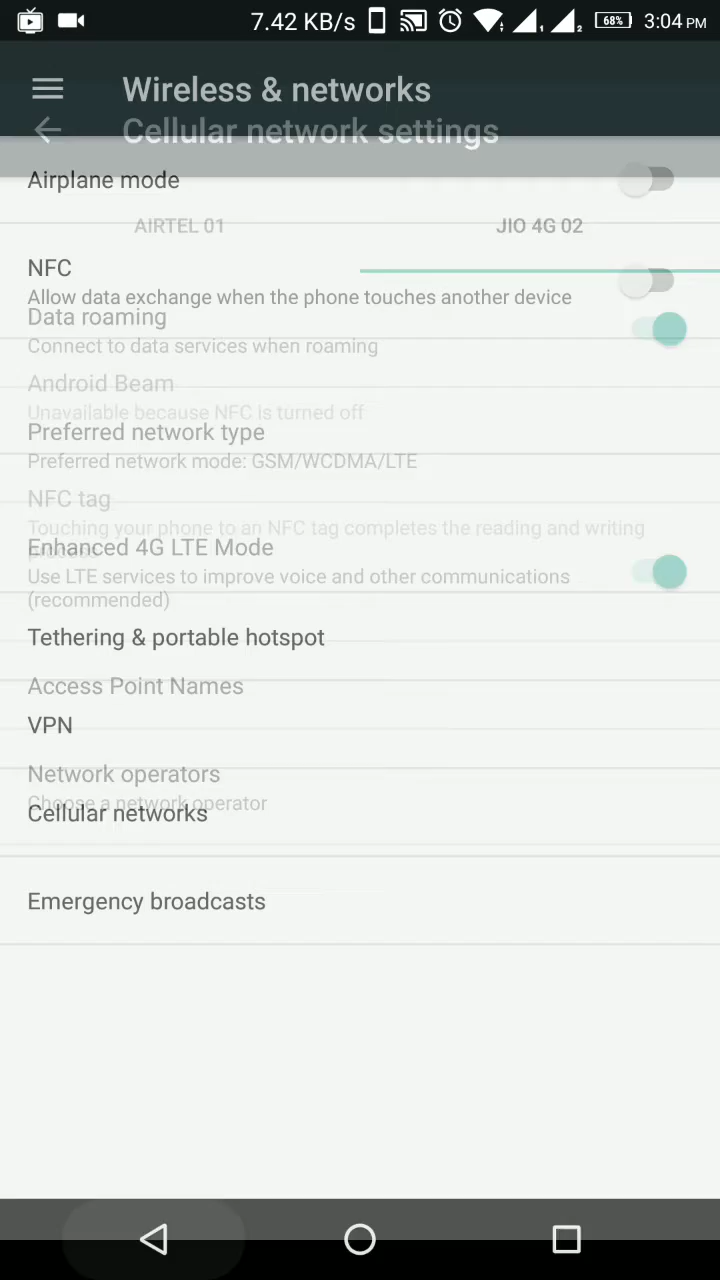 7.42 KB/s 1 2 68% 3:04 PM
Wireless & networks
Cellular network settings
Airplane mode
AIRTEL 01 JIO 4G 02
NFC
Allow data exchange when the phone touches another device
Data roaming
Connect to data services when roaming
Android Beam
Unavailable because NFC is turned off
Preferred network type
Preferred network mode: GSM/WCDMA/LTE
NFC tag
Touching your phone to an NFC tag completes the reading and writing
Enhanced 4G LTE Mode
Use LTE services to improve voice and other communications
(recommended)
Tethering & portable hotspot
Access Point Names
VPN
Network operators
Choose a network operator
Cellular networks
Emergency broadcasts